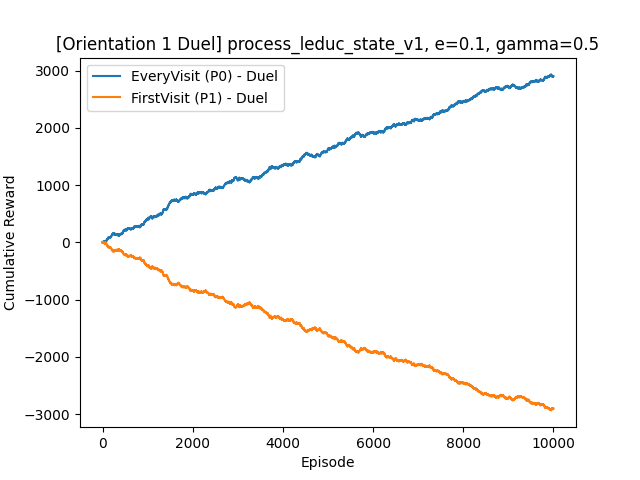 [Orientation 1 Duel] process_leduc_state_v1, e=0.1, gamma=0.5
EveryVisit (P0) - Duel
FirstVisit (P1) - Duel
3000
2000
1000
0
−1000
−2000
−3000
Cumulative Reward
0
2000
4000
6000
8000
10000
Episode